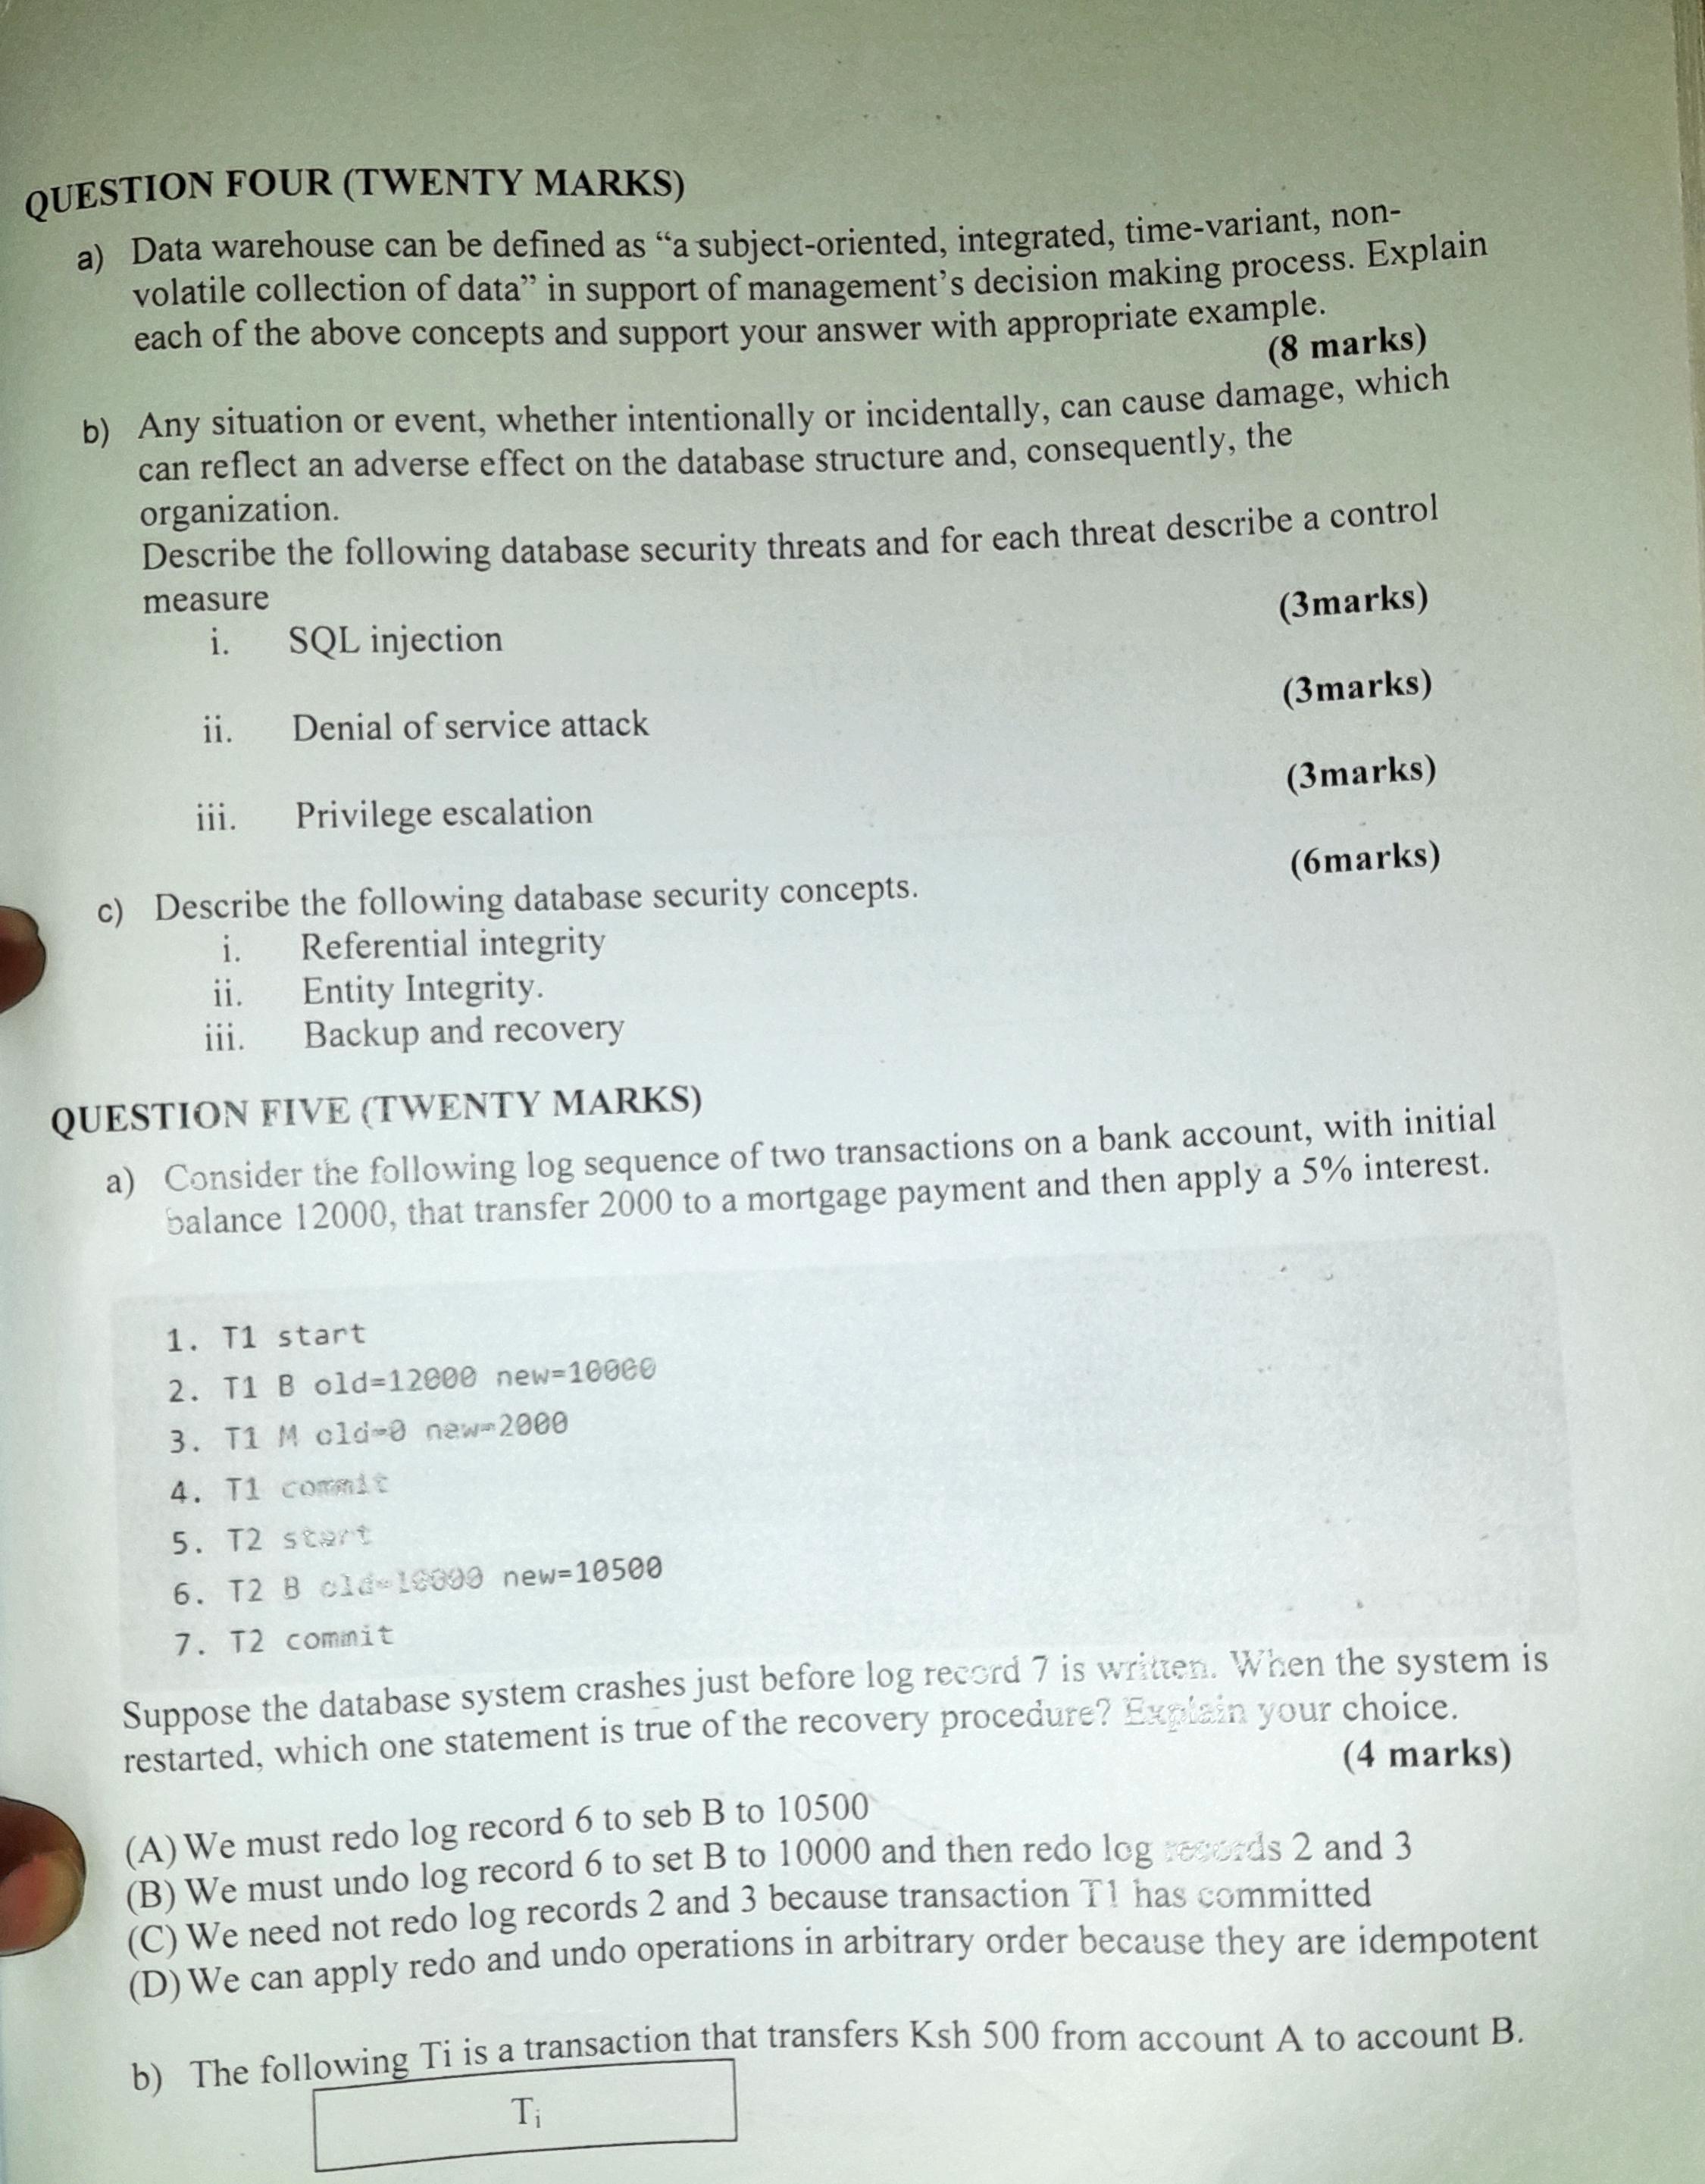 QUESTION FOUR (TWENTY MARKS)
a) Data warehouse can be defined as “a subject-oriented, integrated, time-variant, non-
volatile collection of data” in support of management’s decision making process. Explain
each of the above concepts and support your answer with appropriate example.
(8 marks)
b) Any situation or event, whether intentionally or incidentally, can cause damage, which
can reflect an adverse effect on the database structure and, consequently, the
organization.
Describe the following database security threats and for each threat describe a control
measure
(3marks)
i. SQL injection
(3marks)
ii. Denial of service attack
(3marks)
iii. Privilege escalation
(6marks)
c) Describe the following database security concepts.
i. Referential integrity
ii. Entity Integrity.
iii. Backup and recovery
QUESTION FIVE (TWENTY MARKS)
a) Consider the following log sequence of two transactions on a bank account, with initial
balance 12000, that transfer 2000 to a mortgage payment and then apply a 5% interest.
1. T1 start
2. T1 B old=12000 new=10000
3. T1 M old=0 new=2000
4. T1 commit
5. T2 start
6. T2 B old=10000 new=10500
7. T2 commit
Suppose the database system crashes just before log record 7 is written. When the system is
restarted, which one statement is true of the recovery procedure? Explain your choice.
(4 marks)
(A) We must redo log record 6 to seb B to 10500
(B) We must undo log record 6 to set B to 10000 and then redo log records 2 and 3
(C) We need not redo log records 2 and 3 because transaction T1 has committed
(D) We can apply redo and undo operations in arbitrary order because they are idempotent
b) The following Ti is a transaction that transfers Ksh 500 from account A to account B.
Ti